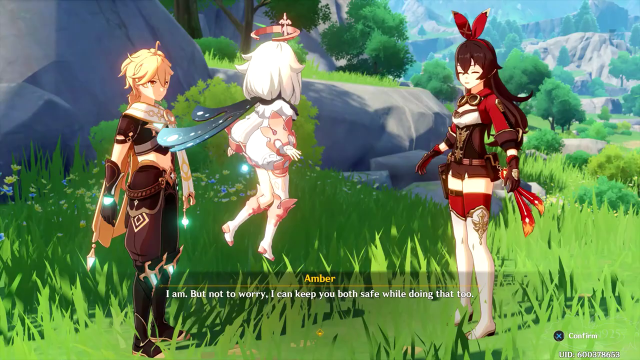 Amber
I am. But not to worry, I can keep you both safe while doing that too.
Confirm
UID: 600378653